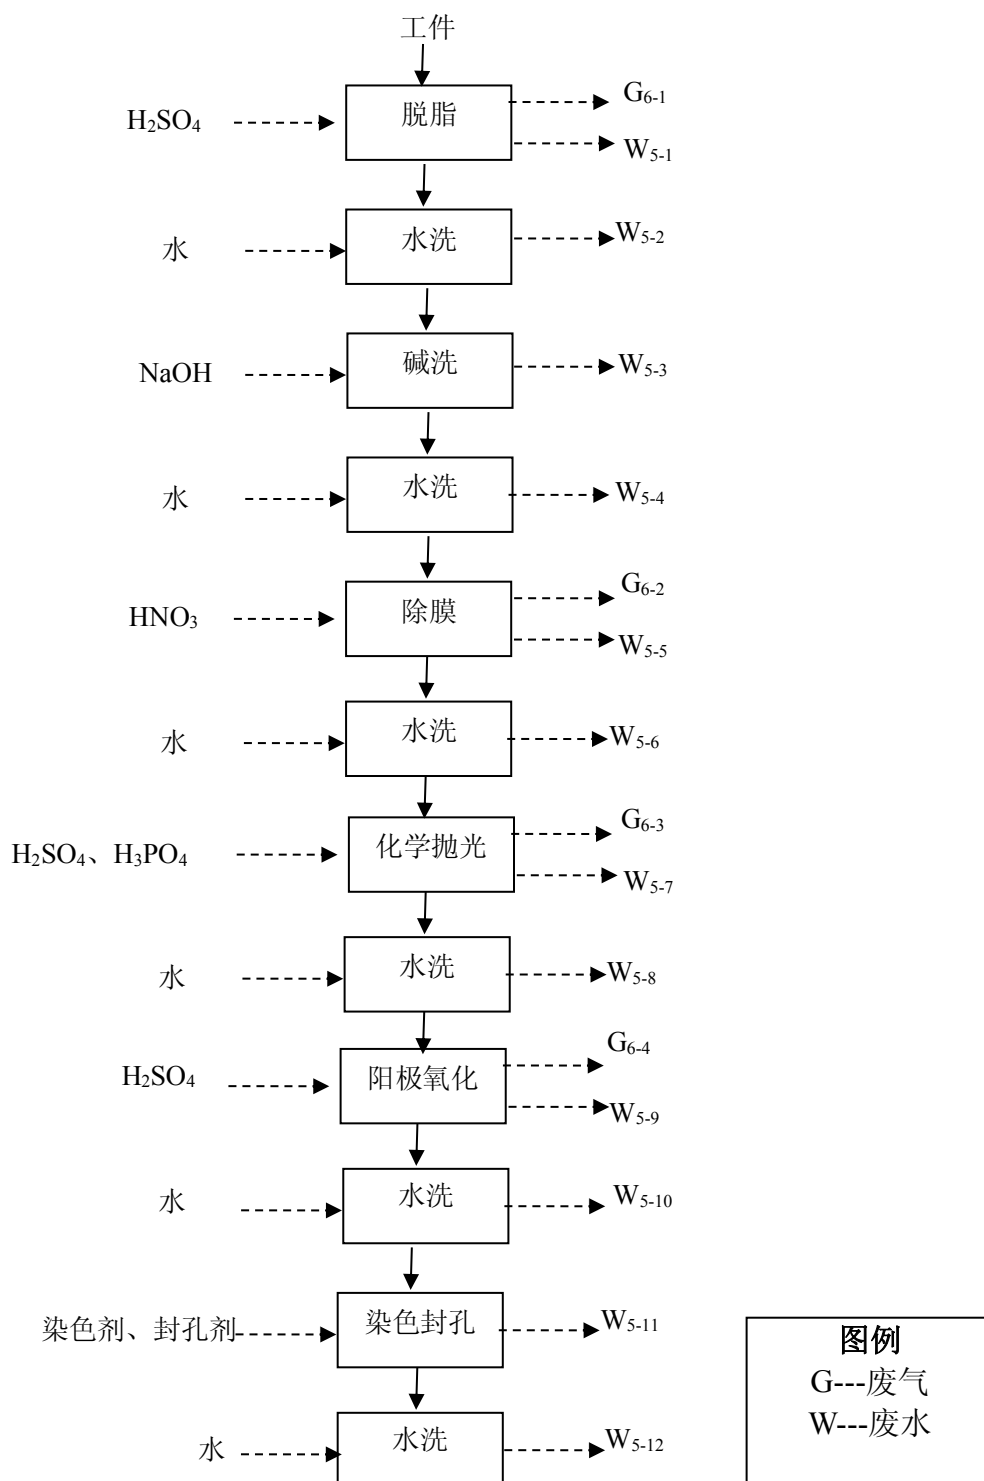 工件
脱脂
H₂SO₄
G₆₋₁
W₅₋₁
水
水洗
W₅₋₂
NaOH
碱洗
W₅₋₃
水
水洗
W₅₋₄
HNO₃
除膜
G₆₋₂
W₅₋₅
水
水洗
W₅₋₆
H₂SO₄、H₃PO₄
化学抛光
G₆₋₃
W₅₋₇
水
水洗
W₅₋₈
H₂SO₄
阳极氧化
G₆₋₄
W₅₋₉
水
水洗
W₅₋₁₀
染色剂、封孔剂
染色封孔
W₅₋₁₁
水
水洗
W₅₋₁₂
图例
G---废气
W---废水